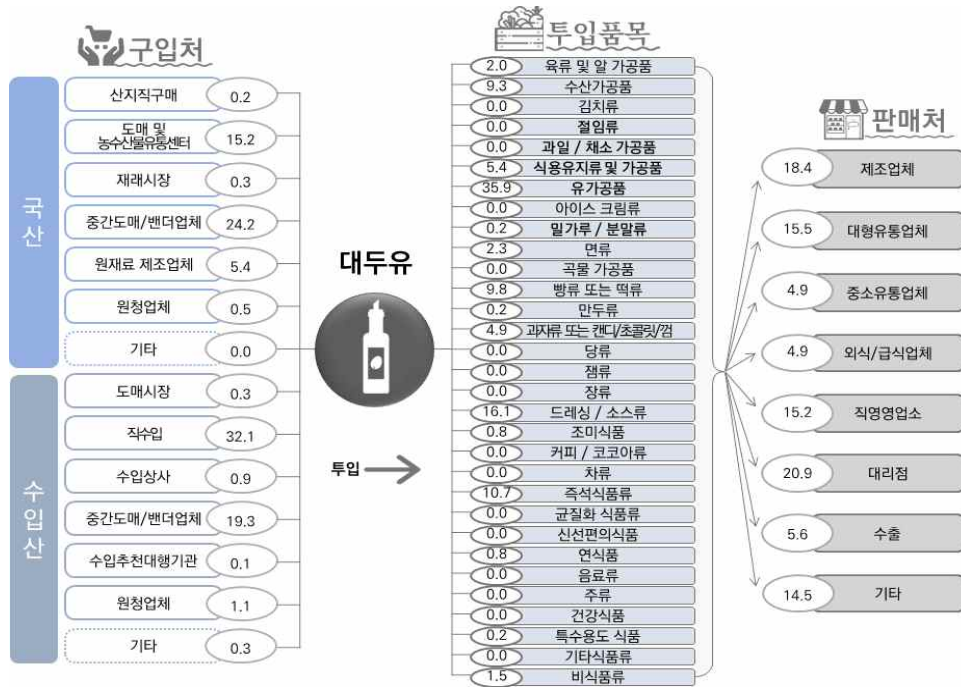 구입처
국산
산지직구매 0.2
도매 및
농수산물유통센터 15.2
재래시장 0.3
중간도매/밴더업체 24.2
원재료 제조업체 5.4
원청업체 0.5
기타 0.0
수입산
도매시장 0.3
직수입 32.1
수입상사 0.9
중간도매/밴더업체 19.3
수입추천대행기관 0.1
원청업체 1.1
기타 0.3
대두유
투입
투입품목
2.0 육류 및 알 가공품
9.3 수산가공품
0.0 김치류
0.0 절임류
0.0 과일 / 채소 가공품
5.4 식용유지류 및 가공품
35.9 유가공품
0.0 아이스 크림류
0.2 밀가루 / 분말류
2.3 면류
0.0 곡물 가공품
9.8 빵류 또는 떡류
0.2 만두류
4.9 과자류 또는 캔디/초콜릿/껌
0.0 당류
0.0 잼류
0.0 장류
16.1 드레싱 / 소스류
0.8 조미식품
0.0 커피 / 코코아류
0.0 차류
10.7 즉석식품류
0.0 균질화 식품류
0.0 신선편의식품
0.8 연식품
0.0 음료류
0.0 주류
0.0 건강식품
0.2 특수용도 식품
0.0 기타식품류
1.5 비식품류
판매처
18.4 제조업체
15.5 대형유통업체
4.9 중소유통업체
4.9 외식/급식업체
15.2 직영영업소
20.9 대리점
5.6 수출
14.5 기타